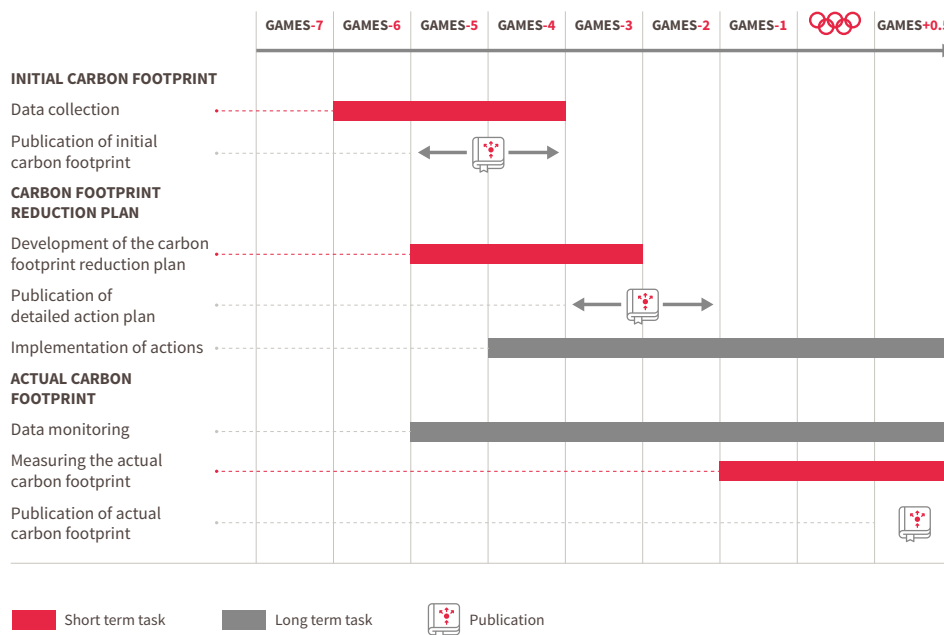 GAMES-7 GAMES-6 GAMES-5 GAMES-4 GAMES-3 GAMES-2 GAMES-1 GAMES+0.5
INITIAL CARBON FOOTPRINT
Data collection
Publication of initial
carbon footprint
CARBON FOOTPRINT
REDUCTION PLAN
Development of the carbon
footprint reduction plan
Publication of
detailed action plan
Implementation of actions
ACTUAL CARBON
FOOTPRINT
Data monitoring
Measuring the actual
carbon footprint
Publication of actual
carbon footprint
Short term task Long term task Publication